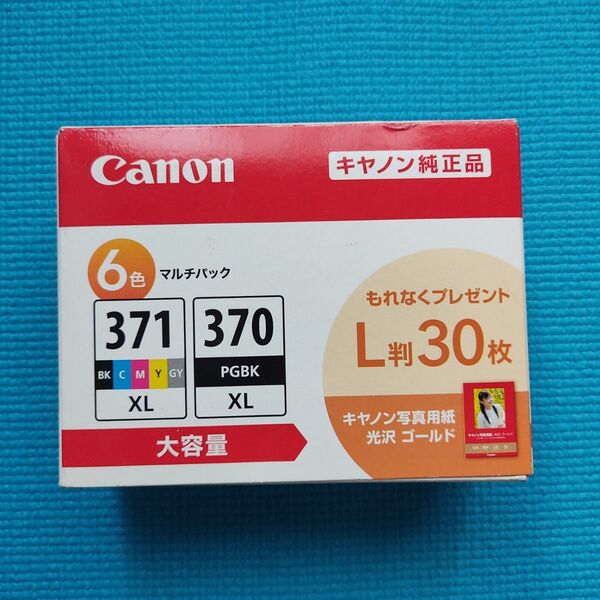 Canon
キヤノン純正品
6色 マルチパック
371
BK C M Y GY
XL
370
PGBK
XL
大容量
もれなくプレゼント
L判30枚
キヤノン写真用紙
光沢 ゴールド
Canon